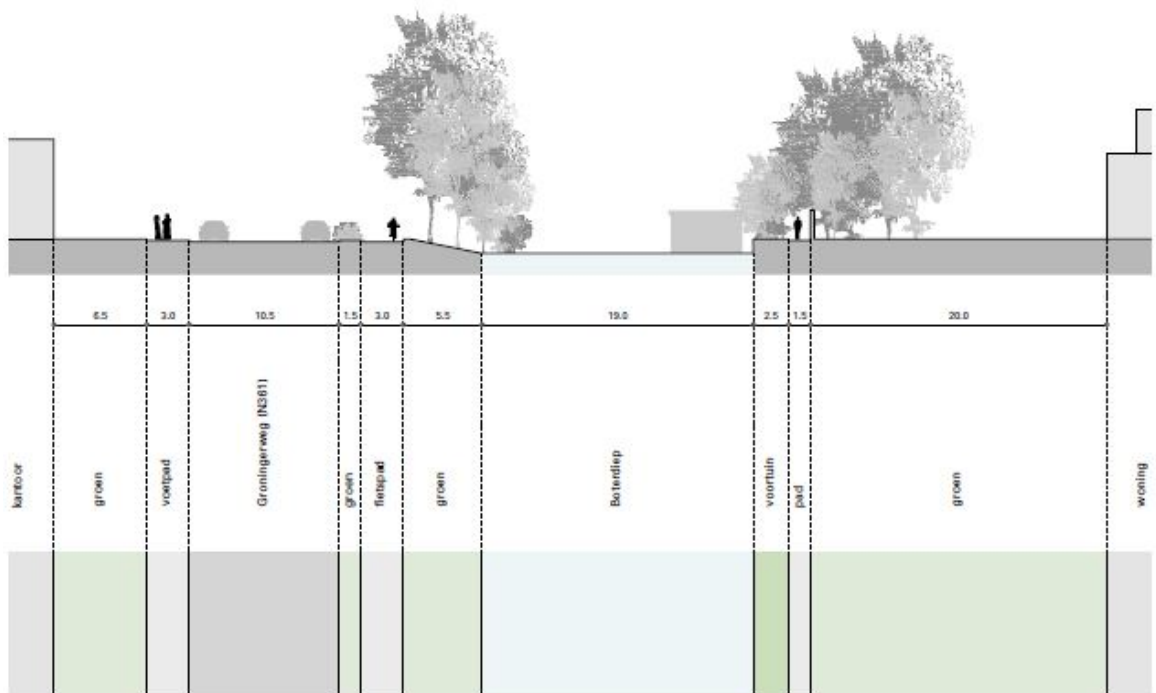 6.5
3.0
10.5
1.5
3.0
5.5
19.0
2.5
1.5
20.0
kantoor
groen
voetpad
Groningerweg (N361)
groen
fietspad
groen
Boterdiep
voortuin
pad
groen
woning